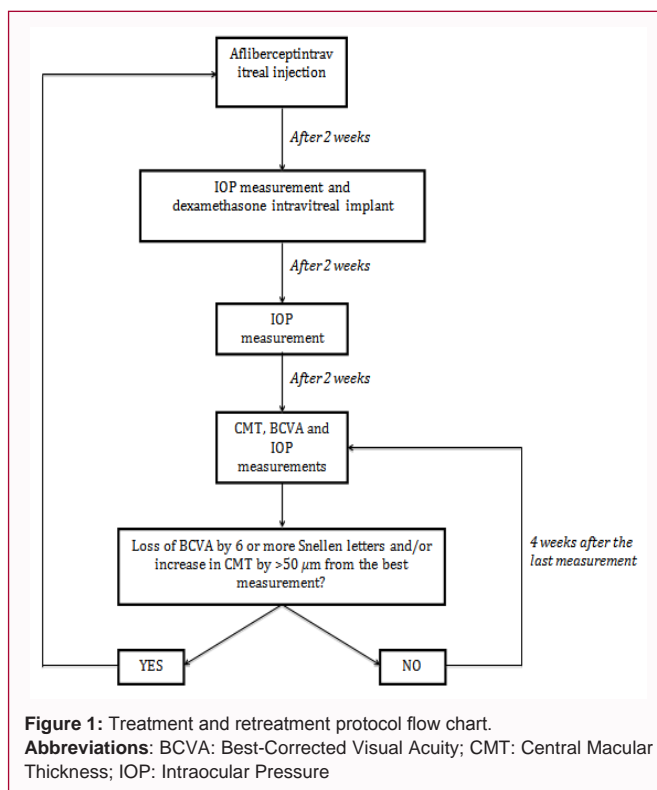 Afliberceptintrav
itreal injection
After 2 weeks
IOP measurement and
dexamethasone intravitreal implant
After 2 weeks
IOP
measurement
After 2 weeks
CMT, BCVA and
IOP
measurements
Loss of BCVA by 6 or more Snellen letters and/or
increase in CMT by >50 μm from the best
measurement?
4 weeks after the
last measurement
YES
NO
Figure 1: Treatment and retreatment protocol flow chart.
Abbreviations: BCVA: Best-Corrected Visual Acuity; CMT: Central Macular
Thickness; IOP: Intraocular Pressure